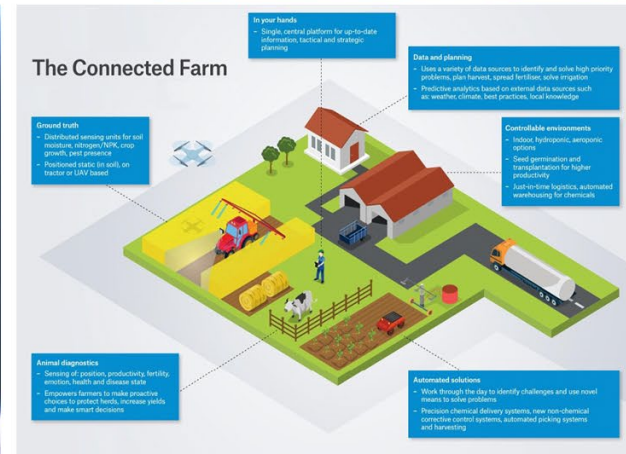 The Connected Farm
In your hands
– Single, central platform for up-to-date
information, tactical and strategic
planning
Data and planning
– Uses a variety of data sources to identify and solve high priority
problems, plan harvest, spread fertiliser, solve irrigation
– Predictive analytics based on external data sources such
as: weather, climate, best practices, local knowledge
Ground truth
– Distributed sensing units for soil
moisture, nitrogen/NPK, crop
growth, pest presence
– Positioned static (in soil), on
tractor or UAV based
Controllable environments
– Indoor, hydroponic, aeroponic
options
– Seed germination and
transplantation for higher
productivity
– Just-in-time logistics, automated
warehousing for chemicals
Animal diagnostics
– Sensing of: position, productivity, fertility,
emotion, health and disease state
– Empowers farmers to make proactive
choices to protect herds, increase yields
and make smart decisions
Automated solutions
– Work through the day to identify challenges and use novel
means to solve problems
– Precision chemical delivery systems, new non-chemical
corrective control systems, automated picking systems
and harvesting